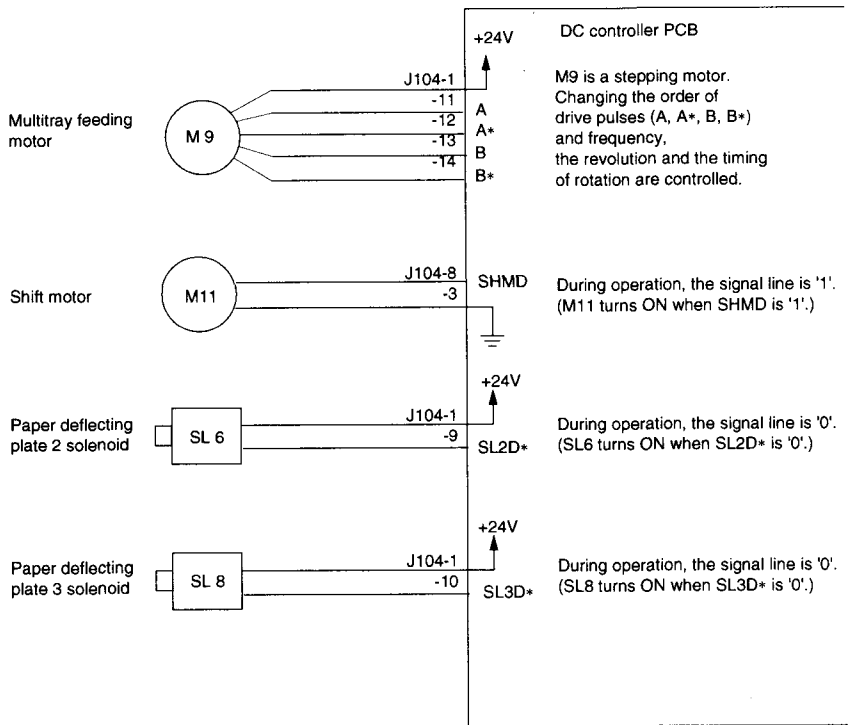 +24V
DC controller PCB
Multitray feeding
motor
M 9
J104-1
-11
A
-12
A*
-13
B
-14
B*
M9 is a stepping motor.
Changing the order of
drive pulses (A, A*, B, B*)
and frequency,
the revolution and the timing
of rotation are controlled.
Shift motor
M11
J104-8
SHMD
-3
During operation, the signal line is '1'.
(M11 turns ON when SHMD is '1'.)
+24V
Paper deflecting
plate 2 solenoid
SL 6
J104-1
-9
SL2D*
During operation, the signal line is '0'.
(SL6 turns ON when SL2D* is '0'.)
+24V
Paper deflecting
plate 3 solenoid
SL 8
J104-1
-10
SL3D*
During operation, the signal line is '0'.
(SL8 turns ON when SL3D* is '0'.)